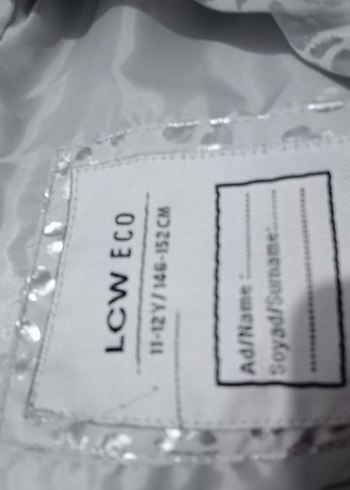 LCW ECO
11-12 Y / 146-152 CM
Ad/Name :............
Soyad/Surname:........
........................